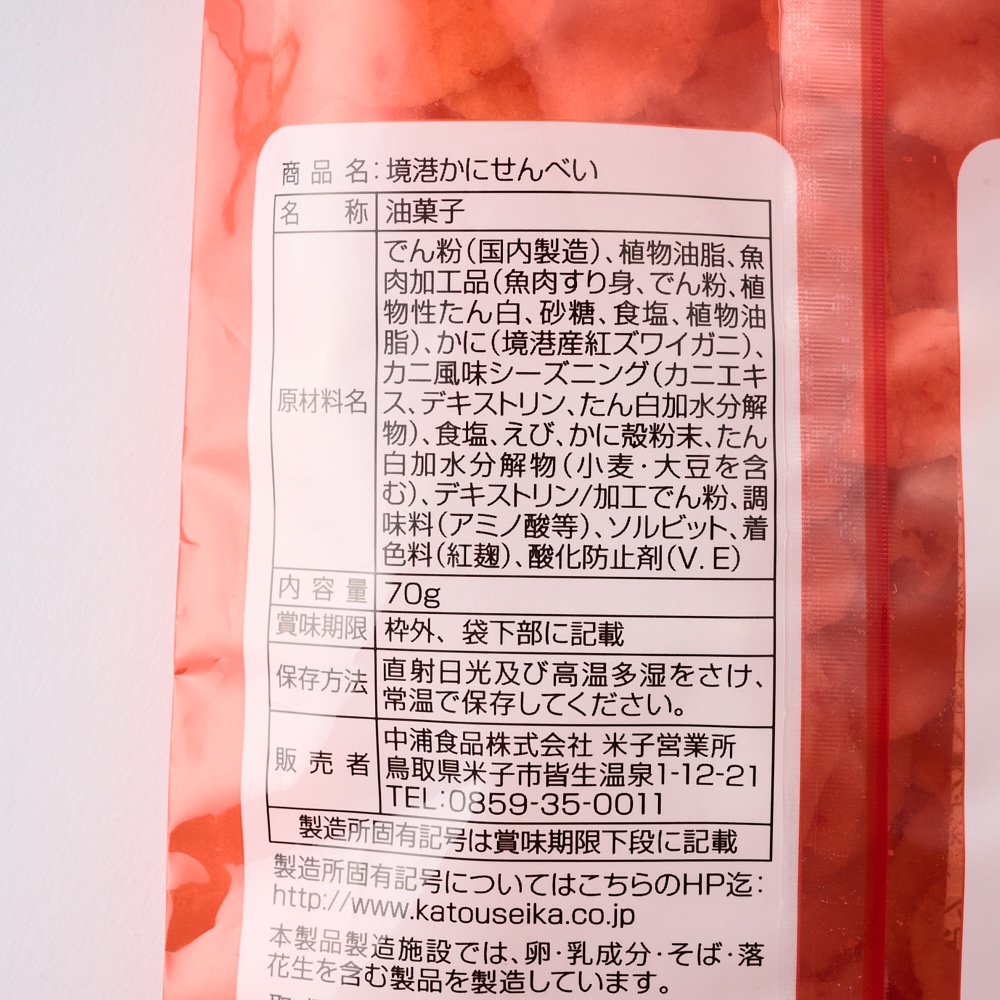 商品名：境港かにせんべい
名称 油菓子
原材料名 でん粉（国内製造）、植物油脂、魚
肉加工品（魚肉すり身、でん粉、植
物性たん白、砂糖、食塩、植物油
脂）、かに（境港産紅ズワイガニ）、
カニ風味シーズニング（カニエキ
ス、デキストリン、たん白加水分解
物）、食塩、えび、かに殻粉末、たん
白加水分解物（小麦・大豆を含
む）、デキストリン/加工でん粉、調
味料（アミノ酸等）、ソルビット、着
色料（紅麹）、酸化防止剤（V.E）
内容量 70g
賞味期限 枠外、袋下部に記載
保存方法 直射日光及び高温多湿をさけ、
常温で保存してください。
販売者 中浦食品株式会社 米子営業所
鳥取県米子市皆生温泉1-12-21
TEL：0859-35-0011
製造所固有記号は賞味期限下段に記載
製造所固有記号についてはこちらのHP迄：
http://www.katouseika.co.jp
本製品製造施設では、卵・乳成分・そば・落
花生を含む製品を製造しています。